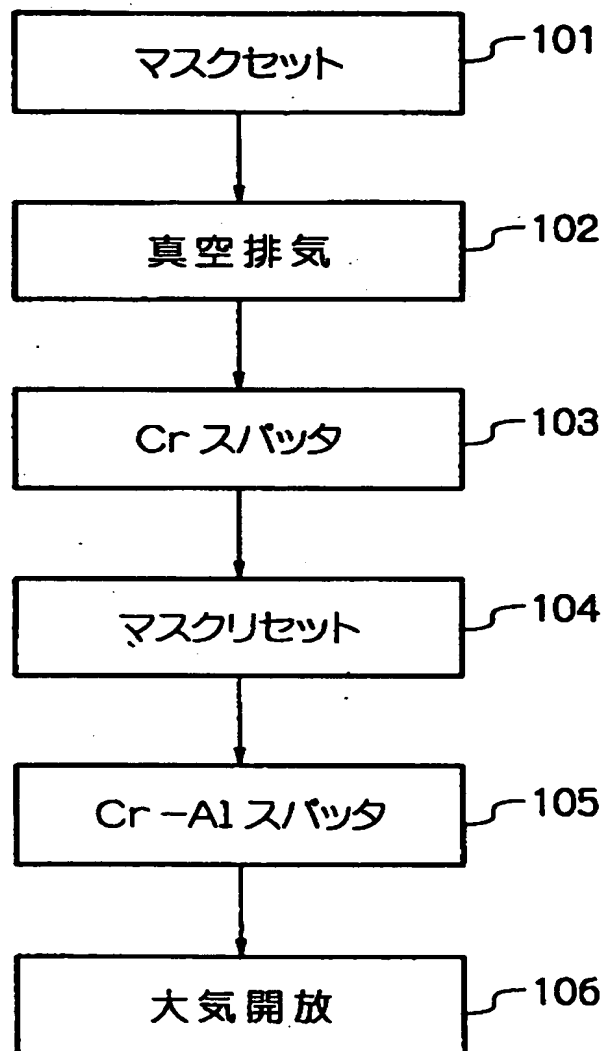 マスクセット 101
真空排気 102
Cr スパッタ 103
マスクリセット 104
Cr-Al スパッタ 105
大気開放 106